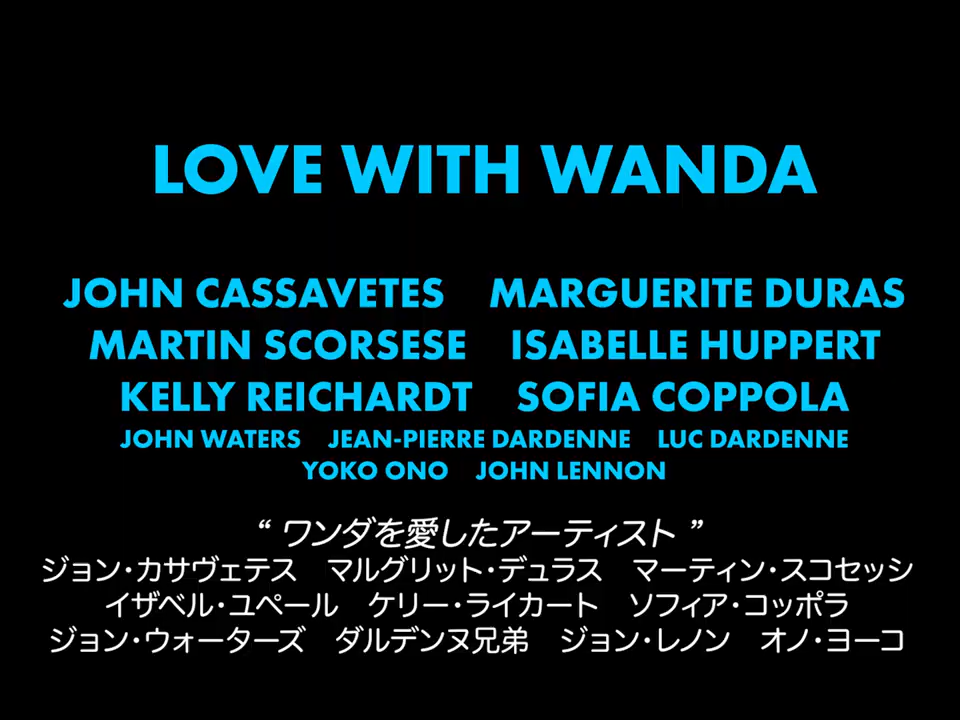 LOVE WITH WANDA
JOHN CASSAVETES MARGUERITE DURAS
MARTIN SCORSESE ISABELLE HUPPERT
KELLY REICHARDT SOFIA COPPOLA
JOHN WATERS JEAN-PIERRE DARDENNE LUC DARDENNE
YOKO ONO JOHN LENNON
“ ワンダを愛したアーティスト ”
ジョン・カサヴェテス マルグリット・デュラス マーティン・スコセッシ
イザベル・ユペール ケリー・ライカート ソフィア・コッポラ
ジョン・ウォーターズ ダルデンヌ兄弟 ジョン・レノン オノ・ヨーコ